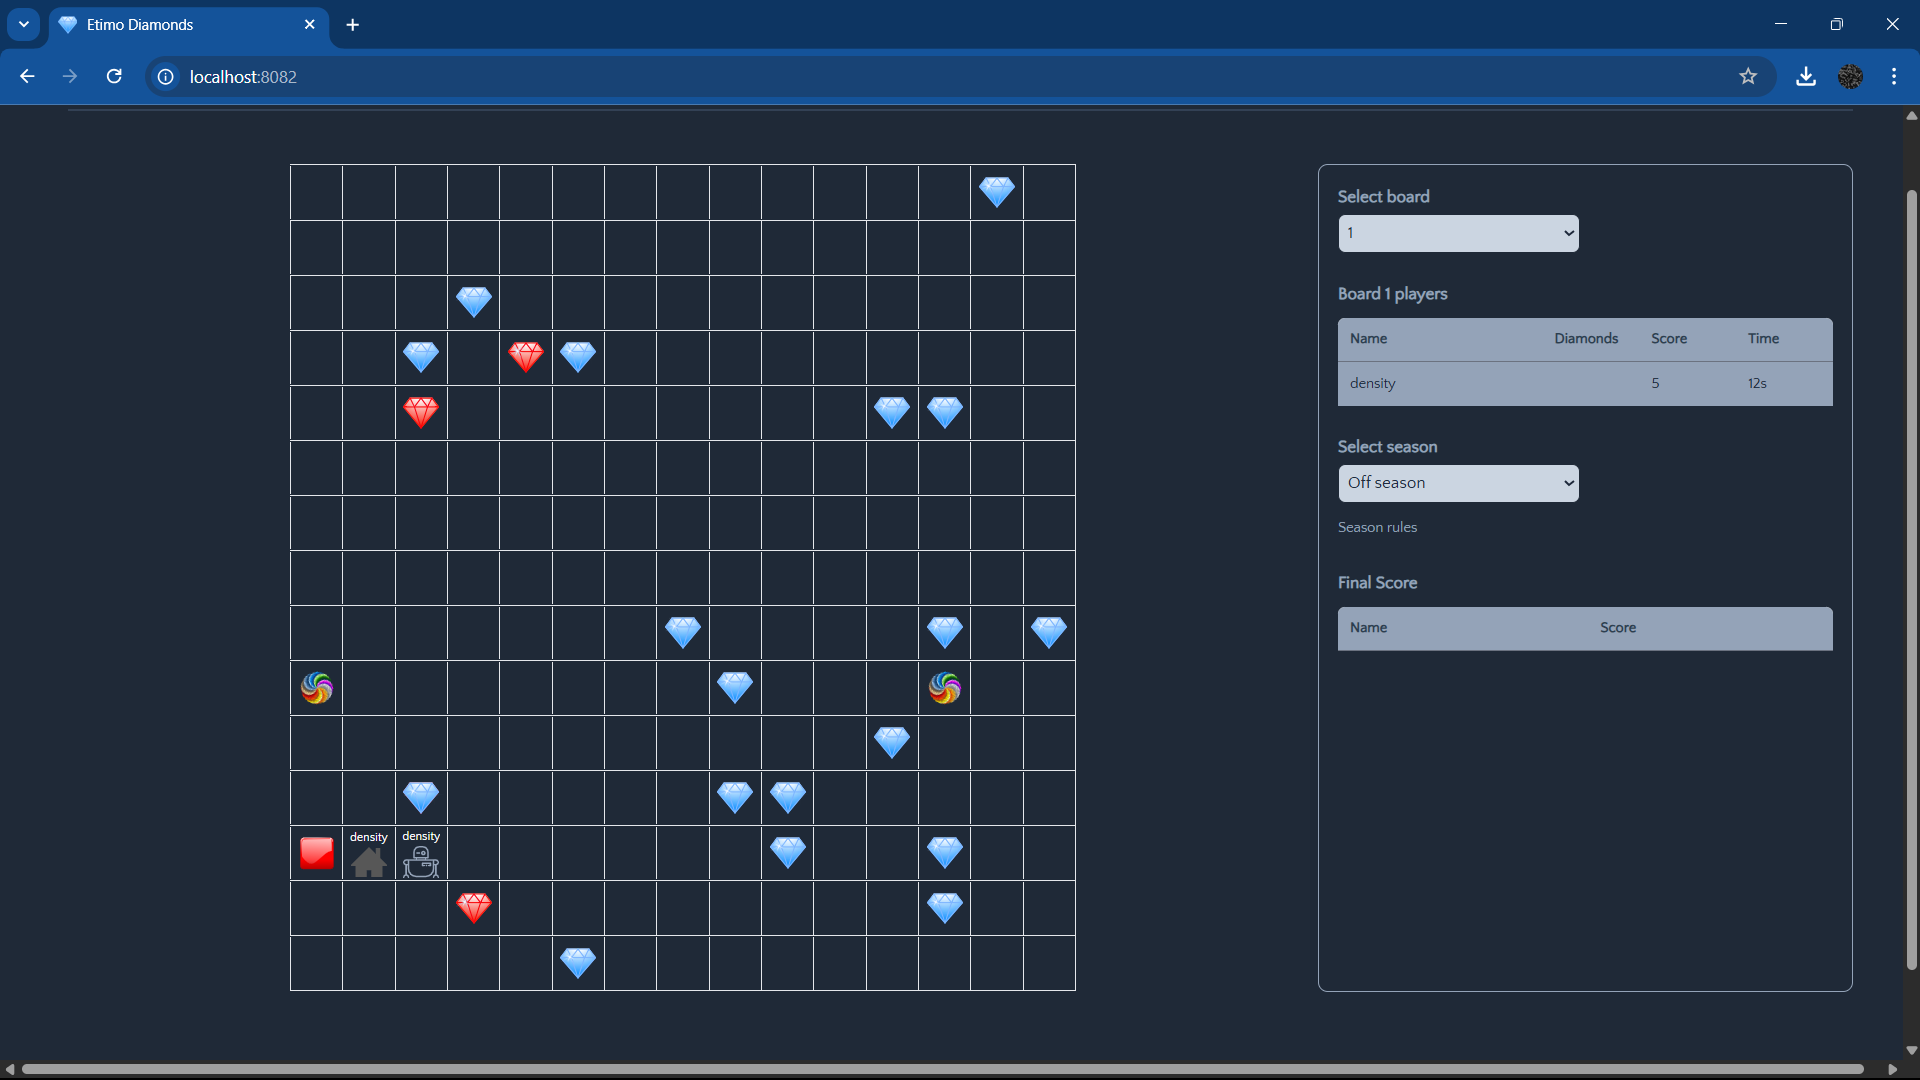 Etimo Diamonds
localhost:8082
Select board
1
Board 1 players
Name Diamonds Score Time
density 5 12s
Select season
Off season
Season rules
Final Score
Name Score
density density